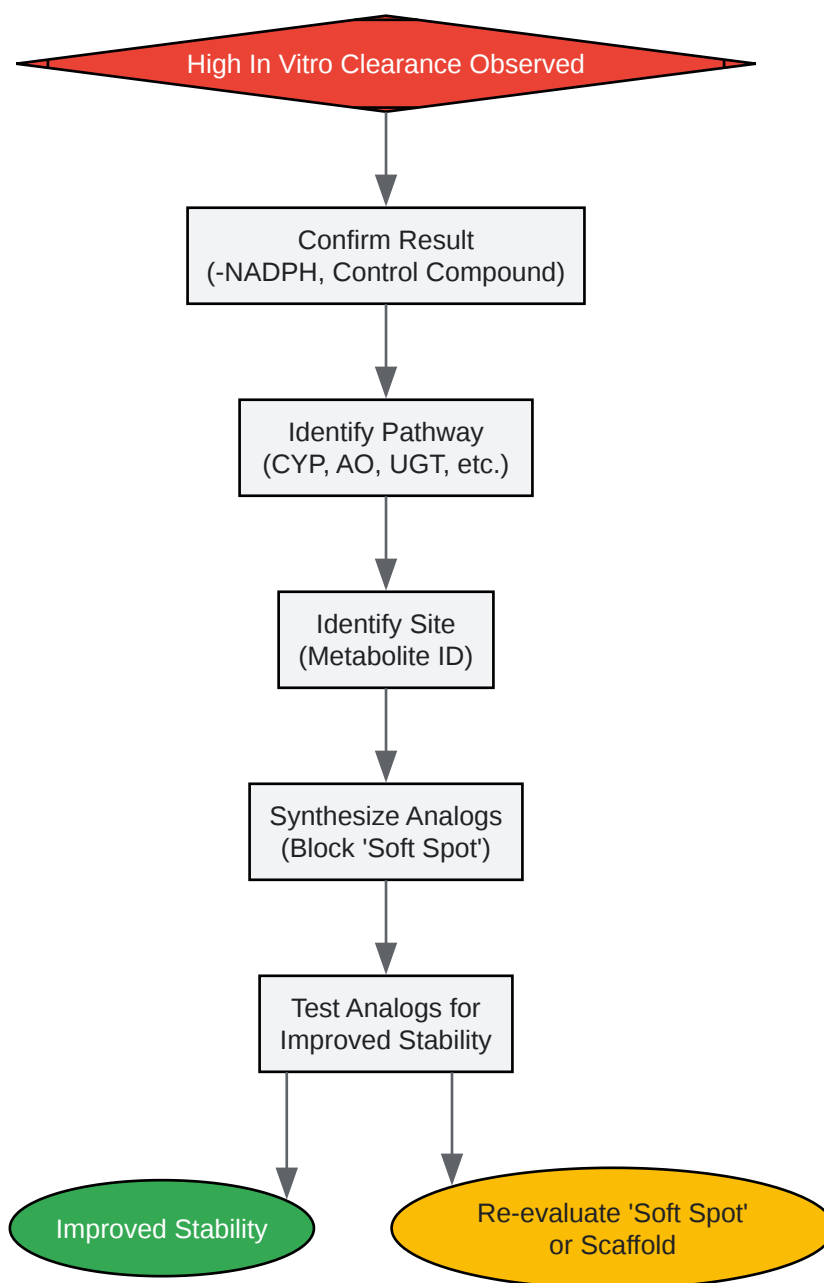 High In Vitro Clearance Observed
Confirm Result
(-NADPH, Control Compound)
Identify Pathway
(CYP, AO, UGT, etc.)
Identify Site
(Metabolite ID)
Synthesize Analogs
(Block 'Soft Spot')
Test Analogs for
Improved Stability
Improved Stability
Re-evaluate 'Soft Spot'
or Scaffold